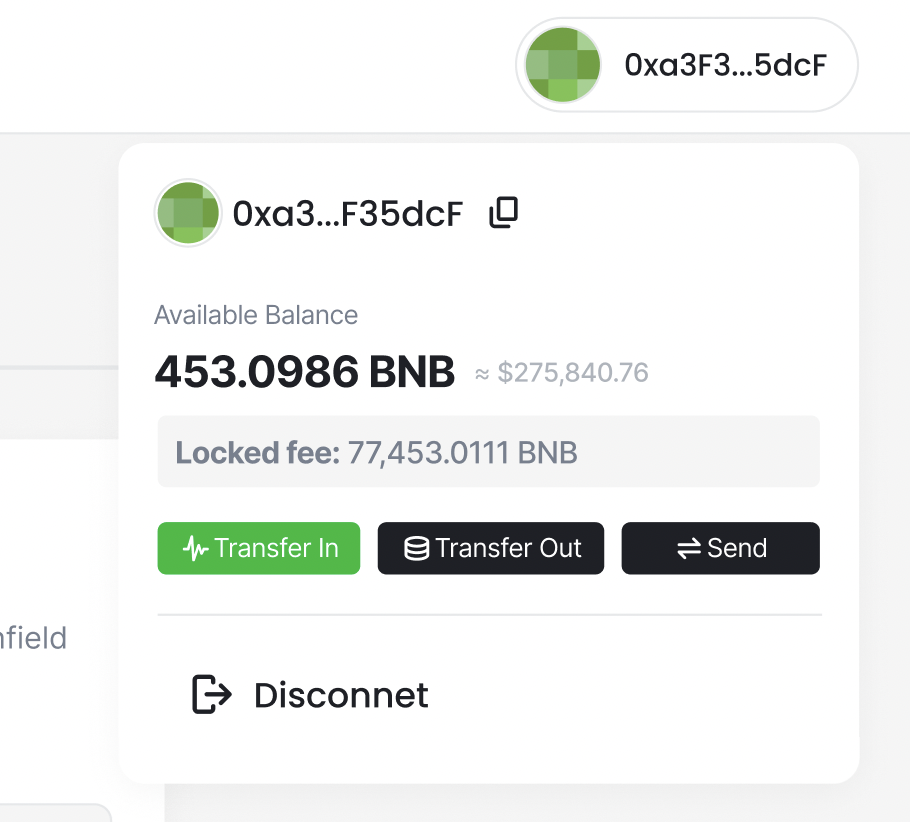 0xa3F3...5dcF
0xa3...F35dcF
Available Balance
453.0986 BNB ≈ $275,840.76
Locked fee: 77,453.0111 BNB
Transfer In Transfer Out Send
nfield
Disconnet